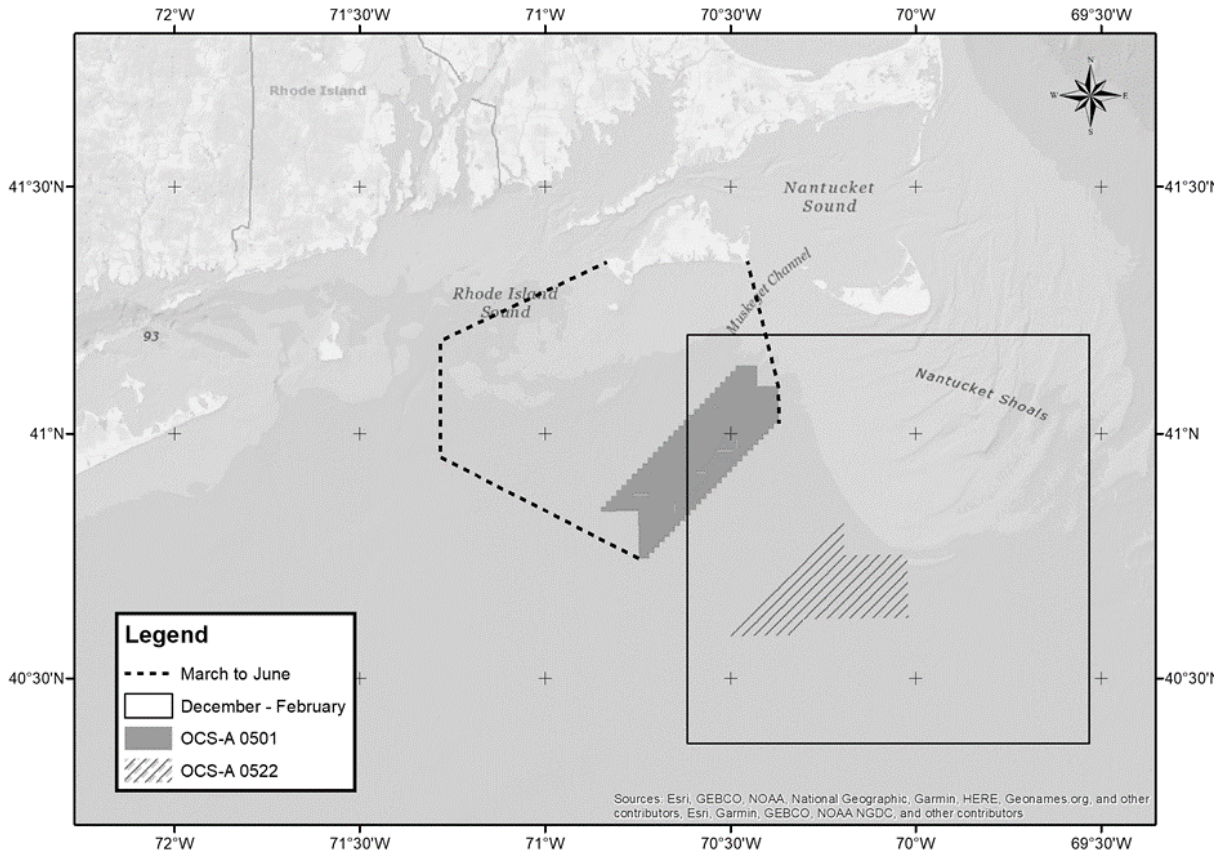 72°W 71°30'W 71°W 70°30'W 70°W 69°30'W
N
W E
S
Rhode Island
41°30'N 41°30'N
Nantucket
Sound
Muskeget Channel
Rhode Island
Sound
93
Nantucket Shoals
41°N 41°N
Legend
March to June
December - February
OCS-A 0501
OCS-A 0522
40°30'N 40°30'N
Sources: Esri, GEBCO, NOAA, National Geographic, Garmin, HERE, Geonames.org, and other
contributors, Esri, Garmin, GEBCO, NOAA NGDC, and other contributors
72°W 71°30'W 71°W 70°30'W 70°W 69°30'W